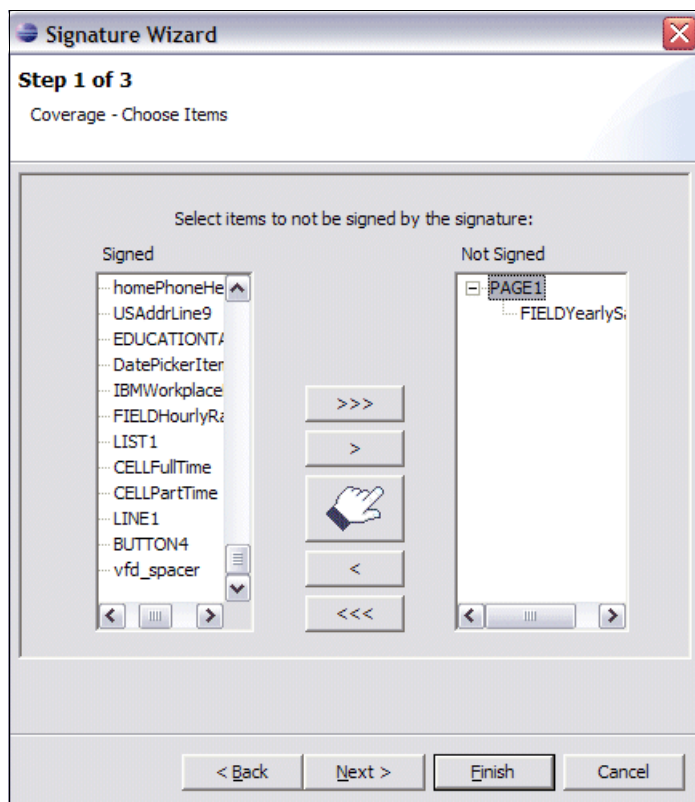 Signature Wizard
Step 1 of 3
Coverage - Choose Items
Select items to not be signed by the signature:
Signed
Not Signed
homePhoneHe
USAddrLine9
EDUCATIONTA
DatePickerIter
IBMWorkplace
FIELDHourlyRa
LIST1
CELLFullTime
CELLPartTime
LINE1
BUTTON4
vfd_spacer
>>>
>
<
<<<
PAGE1
FIELDYearlySa
< Back
Next >
Finish
Cancel